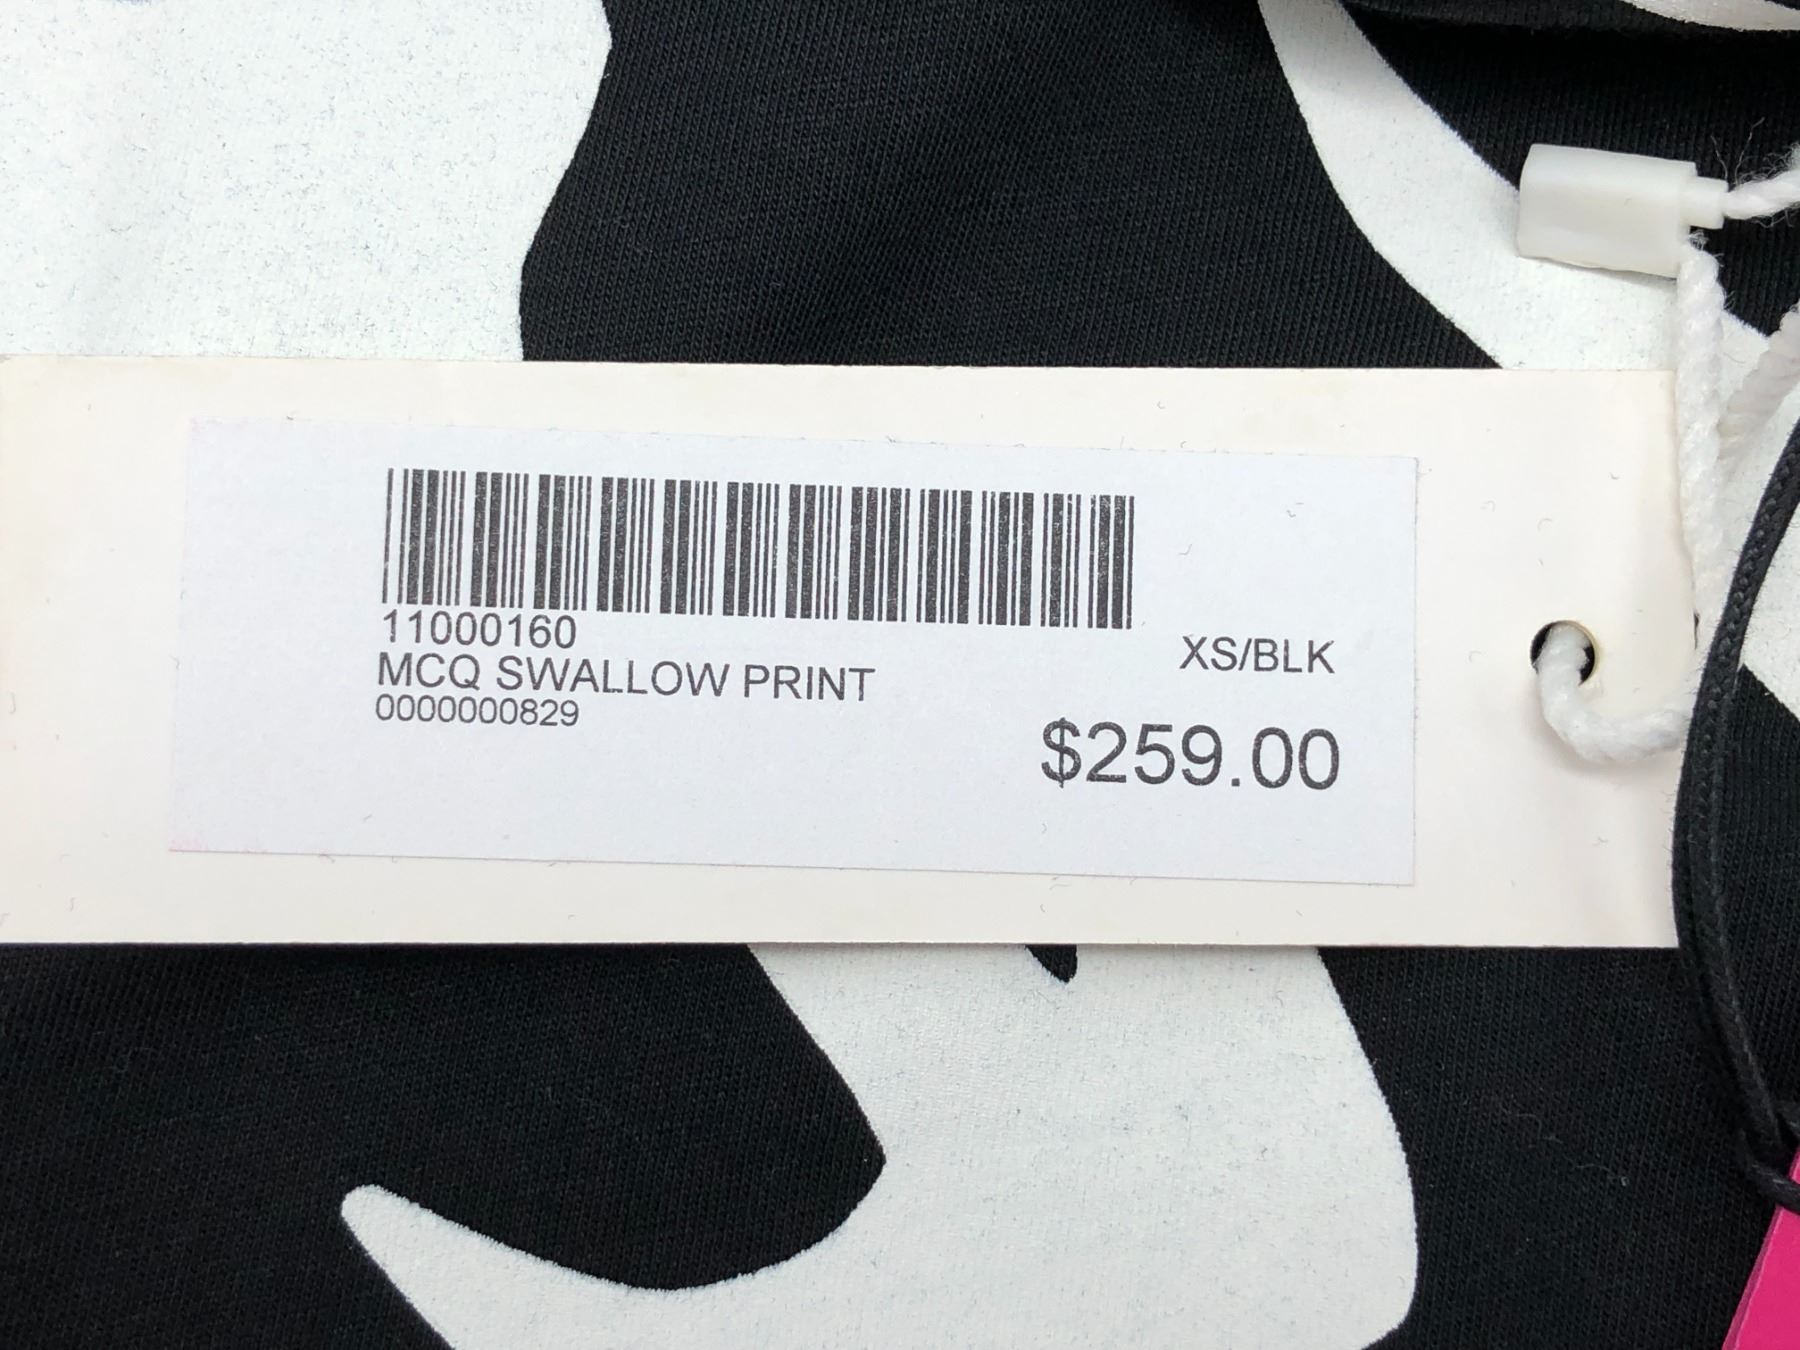 11000160
MCQ SWALLOW PRINT
0000000829
XS/BLK
$259.00